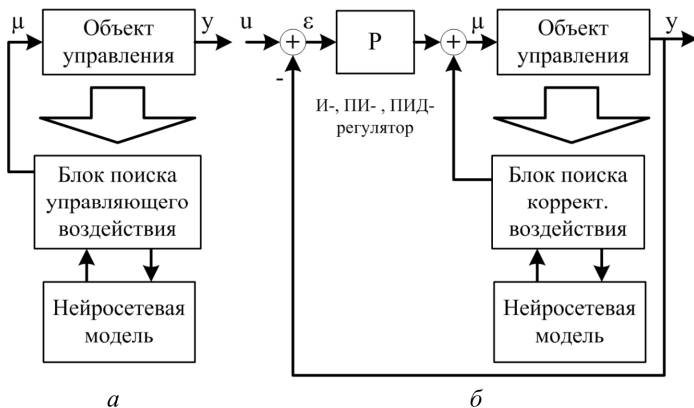 μ
Объект
управления
y
Блок поиска
управляющего
воздействия
Нейросетевая
модель
а
u
+
-
ε
Р
И-, ПИ- , ПИД-
регулятор
+
μ
Объект
управления
y
Блок поиска
коррект.
воздействия
Нейросетевая
модель
б